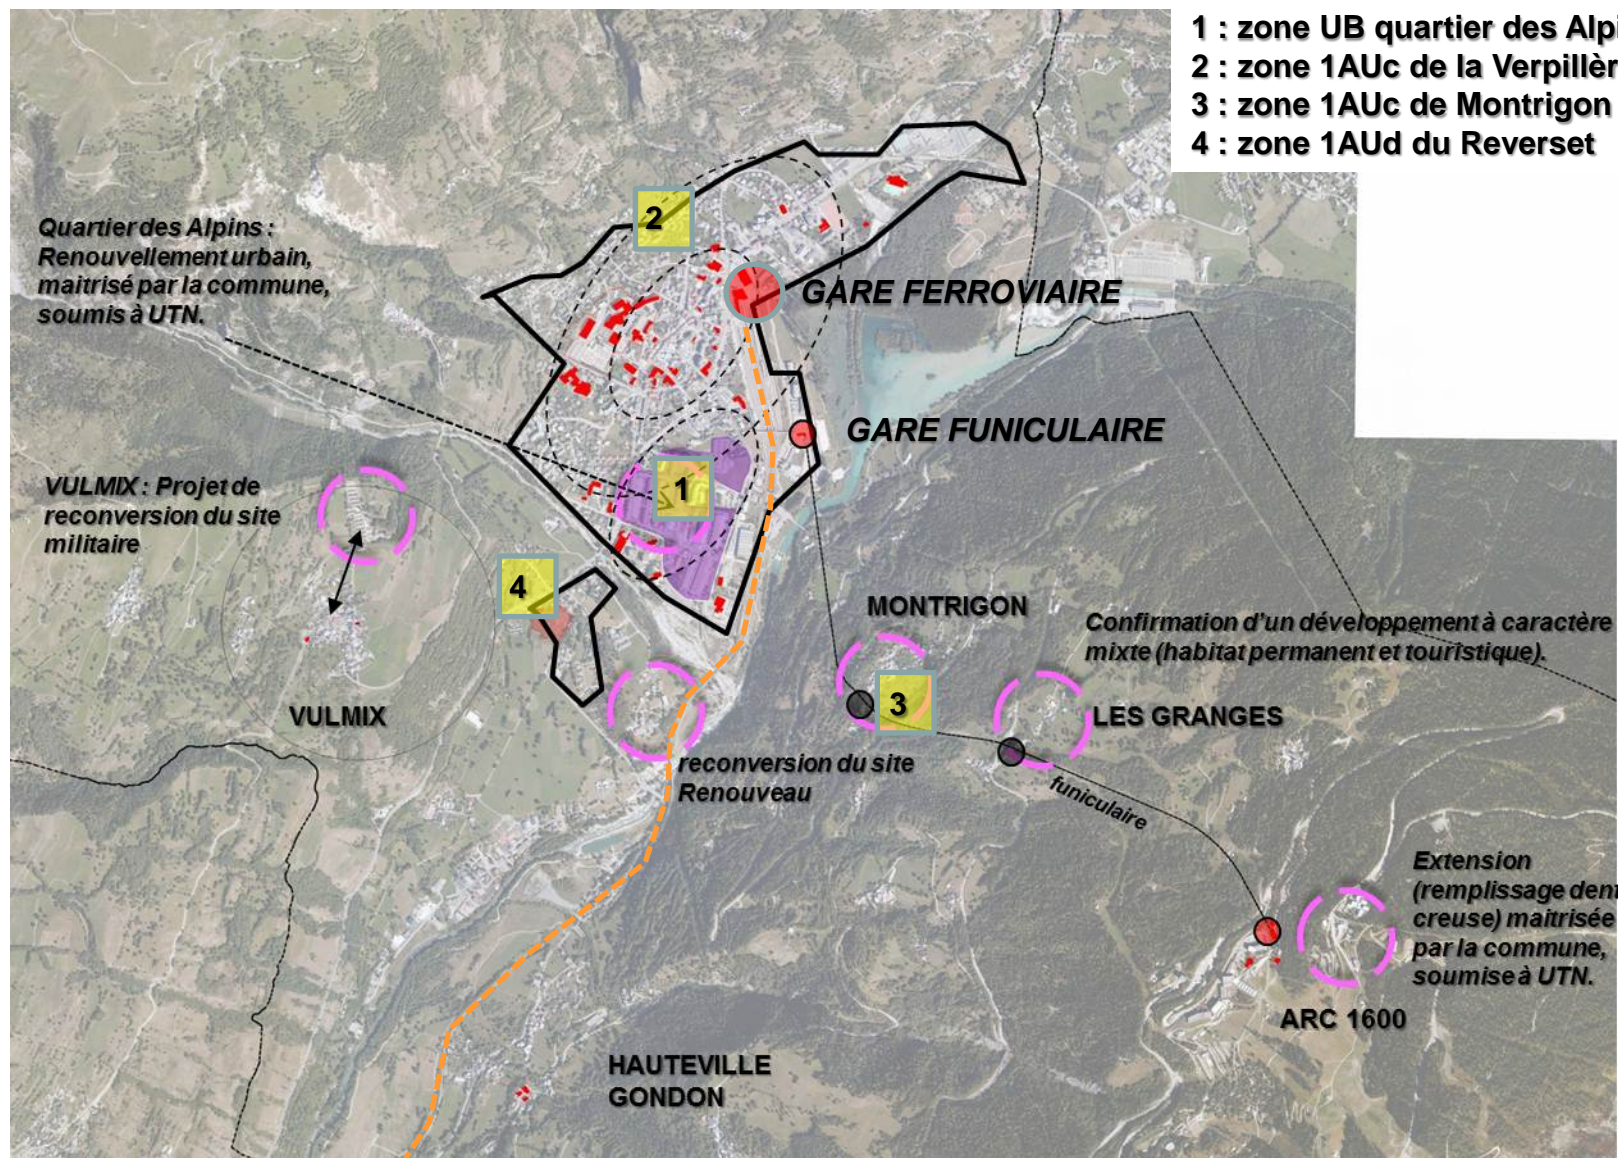 1 : zone UB quartier des
2 : zone 1AUc de la
3 : zone 1AUc de Montrigon
4 : zone 1AUd du Reverset
2
Quartier des Alpins :
Renouvellement urbain,
maitrisé par la commune,
soumis à UTN.
GARE FERROVIAIRE
GARE FUNICULAIRE
1
VULMIX : Projet de
reconversion du site
militaire
4
MONTRIGON
Confirmation d'un développement à caractère
mixte (habitat permanent et touristique).
3
VULMIX
LES GRANGES
reconversion du site
Renouveau
funiculaire
Extension
(remplissage
creuse) maitrisée
par la commune,
soumise à UTN.
ARC 1600
HAUTEVILLE
GONDON